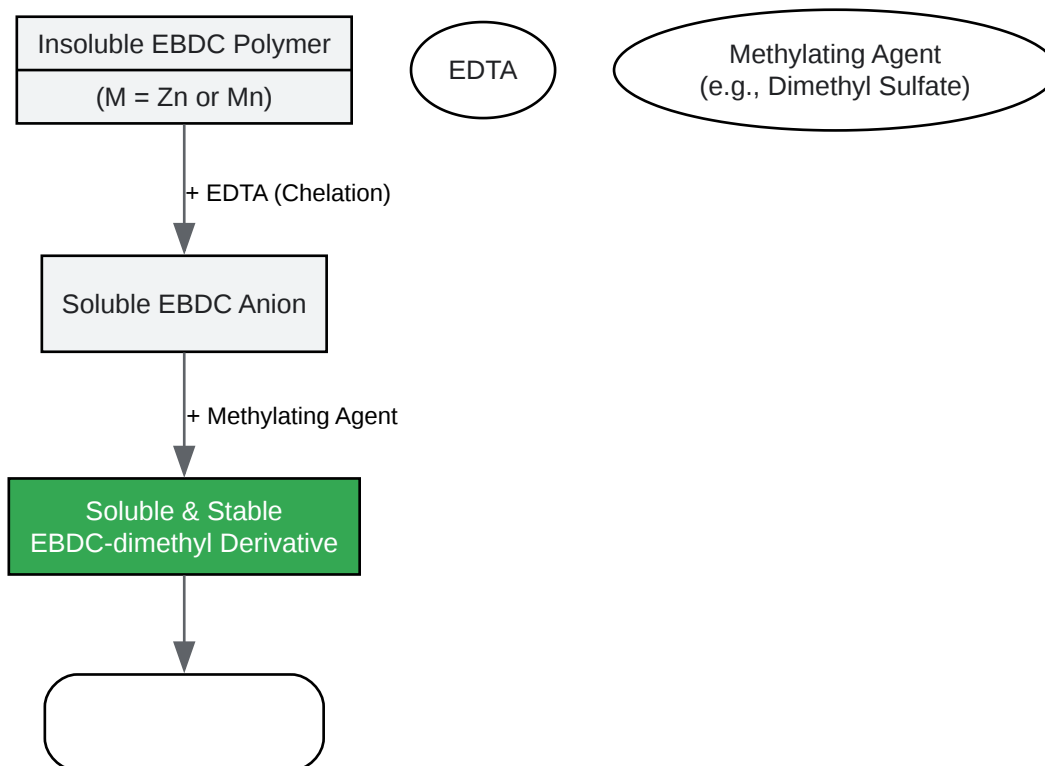 Insoluble EBDC Polymer
(M = Zn or Mn)
EDTA
Methylating Agent
(e.g., Dimethyl Sulfate)
+ EDTA (Chelation)
Soluble EBDC Anion
+ Methylating Agent
Soluble & Stable
EBDC-dimethyl Derivative